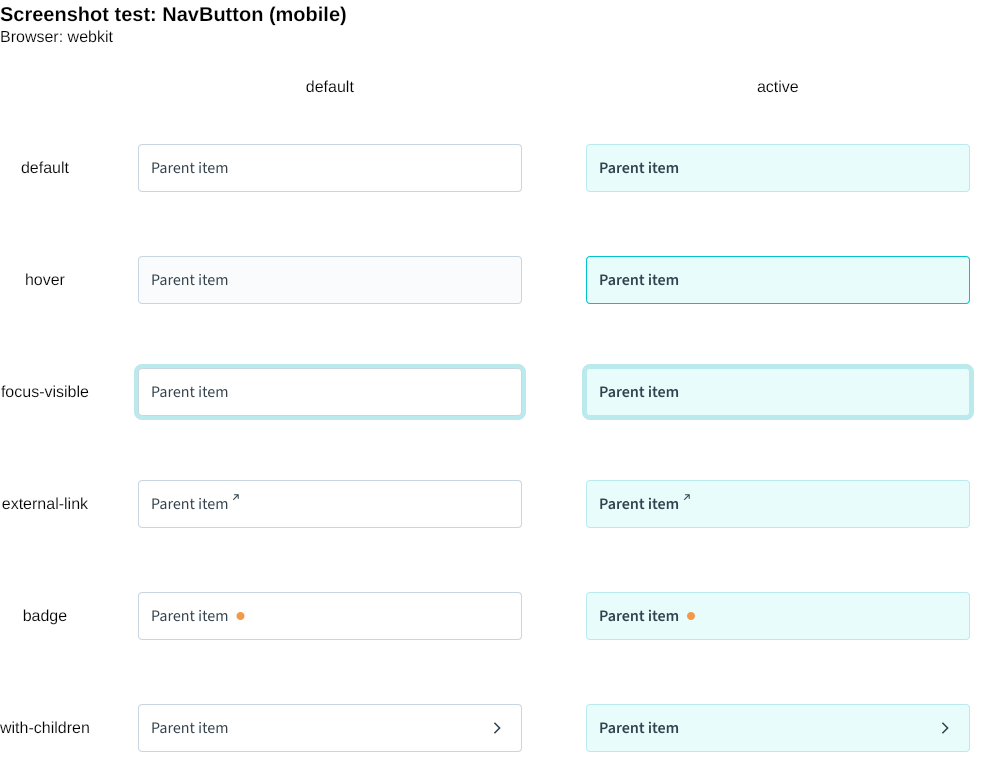 Screenshot test: NavButton (mobile)
Browser: webkit
default active
default Parent item Parent item
hover Parent item Parent item
focus-visible Parent item Parent item
external-link Parent item Parent item
badge Parent item Parent item
with-children Parent item Parent item